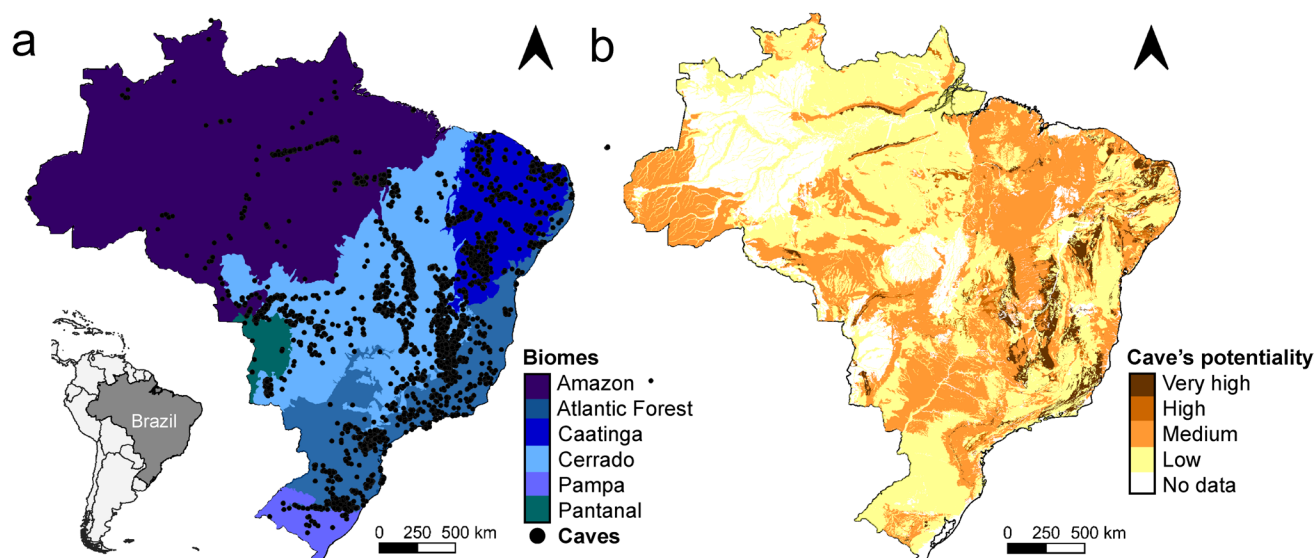 a
Brazil
Biomes
Amazon
Atlantic Forest
Caatinga
Cerrado
Pampa
Pantanal
Caves
0 250 500 km
b
Cave's potentiality
Very high
High
Medium
Low
No data
0 250 500 km